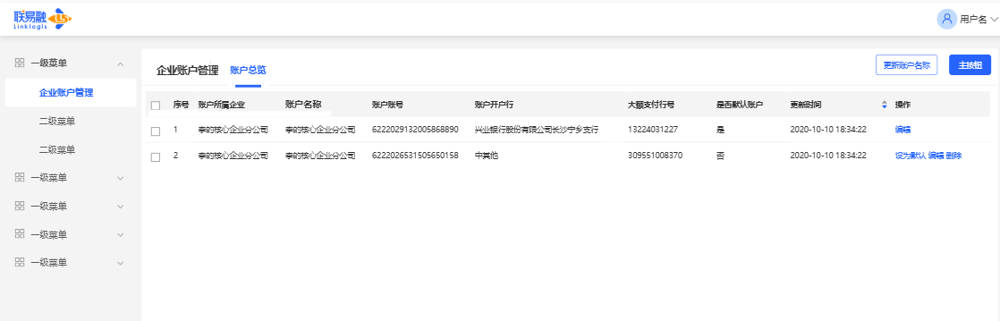 联易融
Linklogis
用户名
一级菜单
企业账户管理
二级菜单
二级菜单
一级菜单
一级菜单
一级菜单
一级菜单
企业账户管理 账户总览
更新账户名称 主按钮
序号 账户所属企业 账户名称 账户账号 账户开户行 大额支付行号 是否默认账户 更新时间 操作
1 李的核心企业分公司 李的核心企业分公司 6222029132005868890 兴业银行股份有限公司长沙宁乡支行 13224031227 是 2020-10-10 18:34:22 编辑
2 李的核心企业分公司 李的核心企业分公司 6222026531505650158 中其他 309551008370 否 2020-10-10 18:34:22 设为默认 编辑 删除